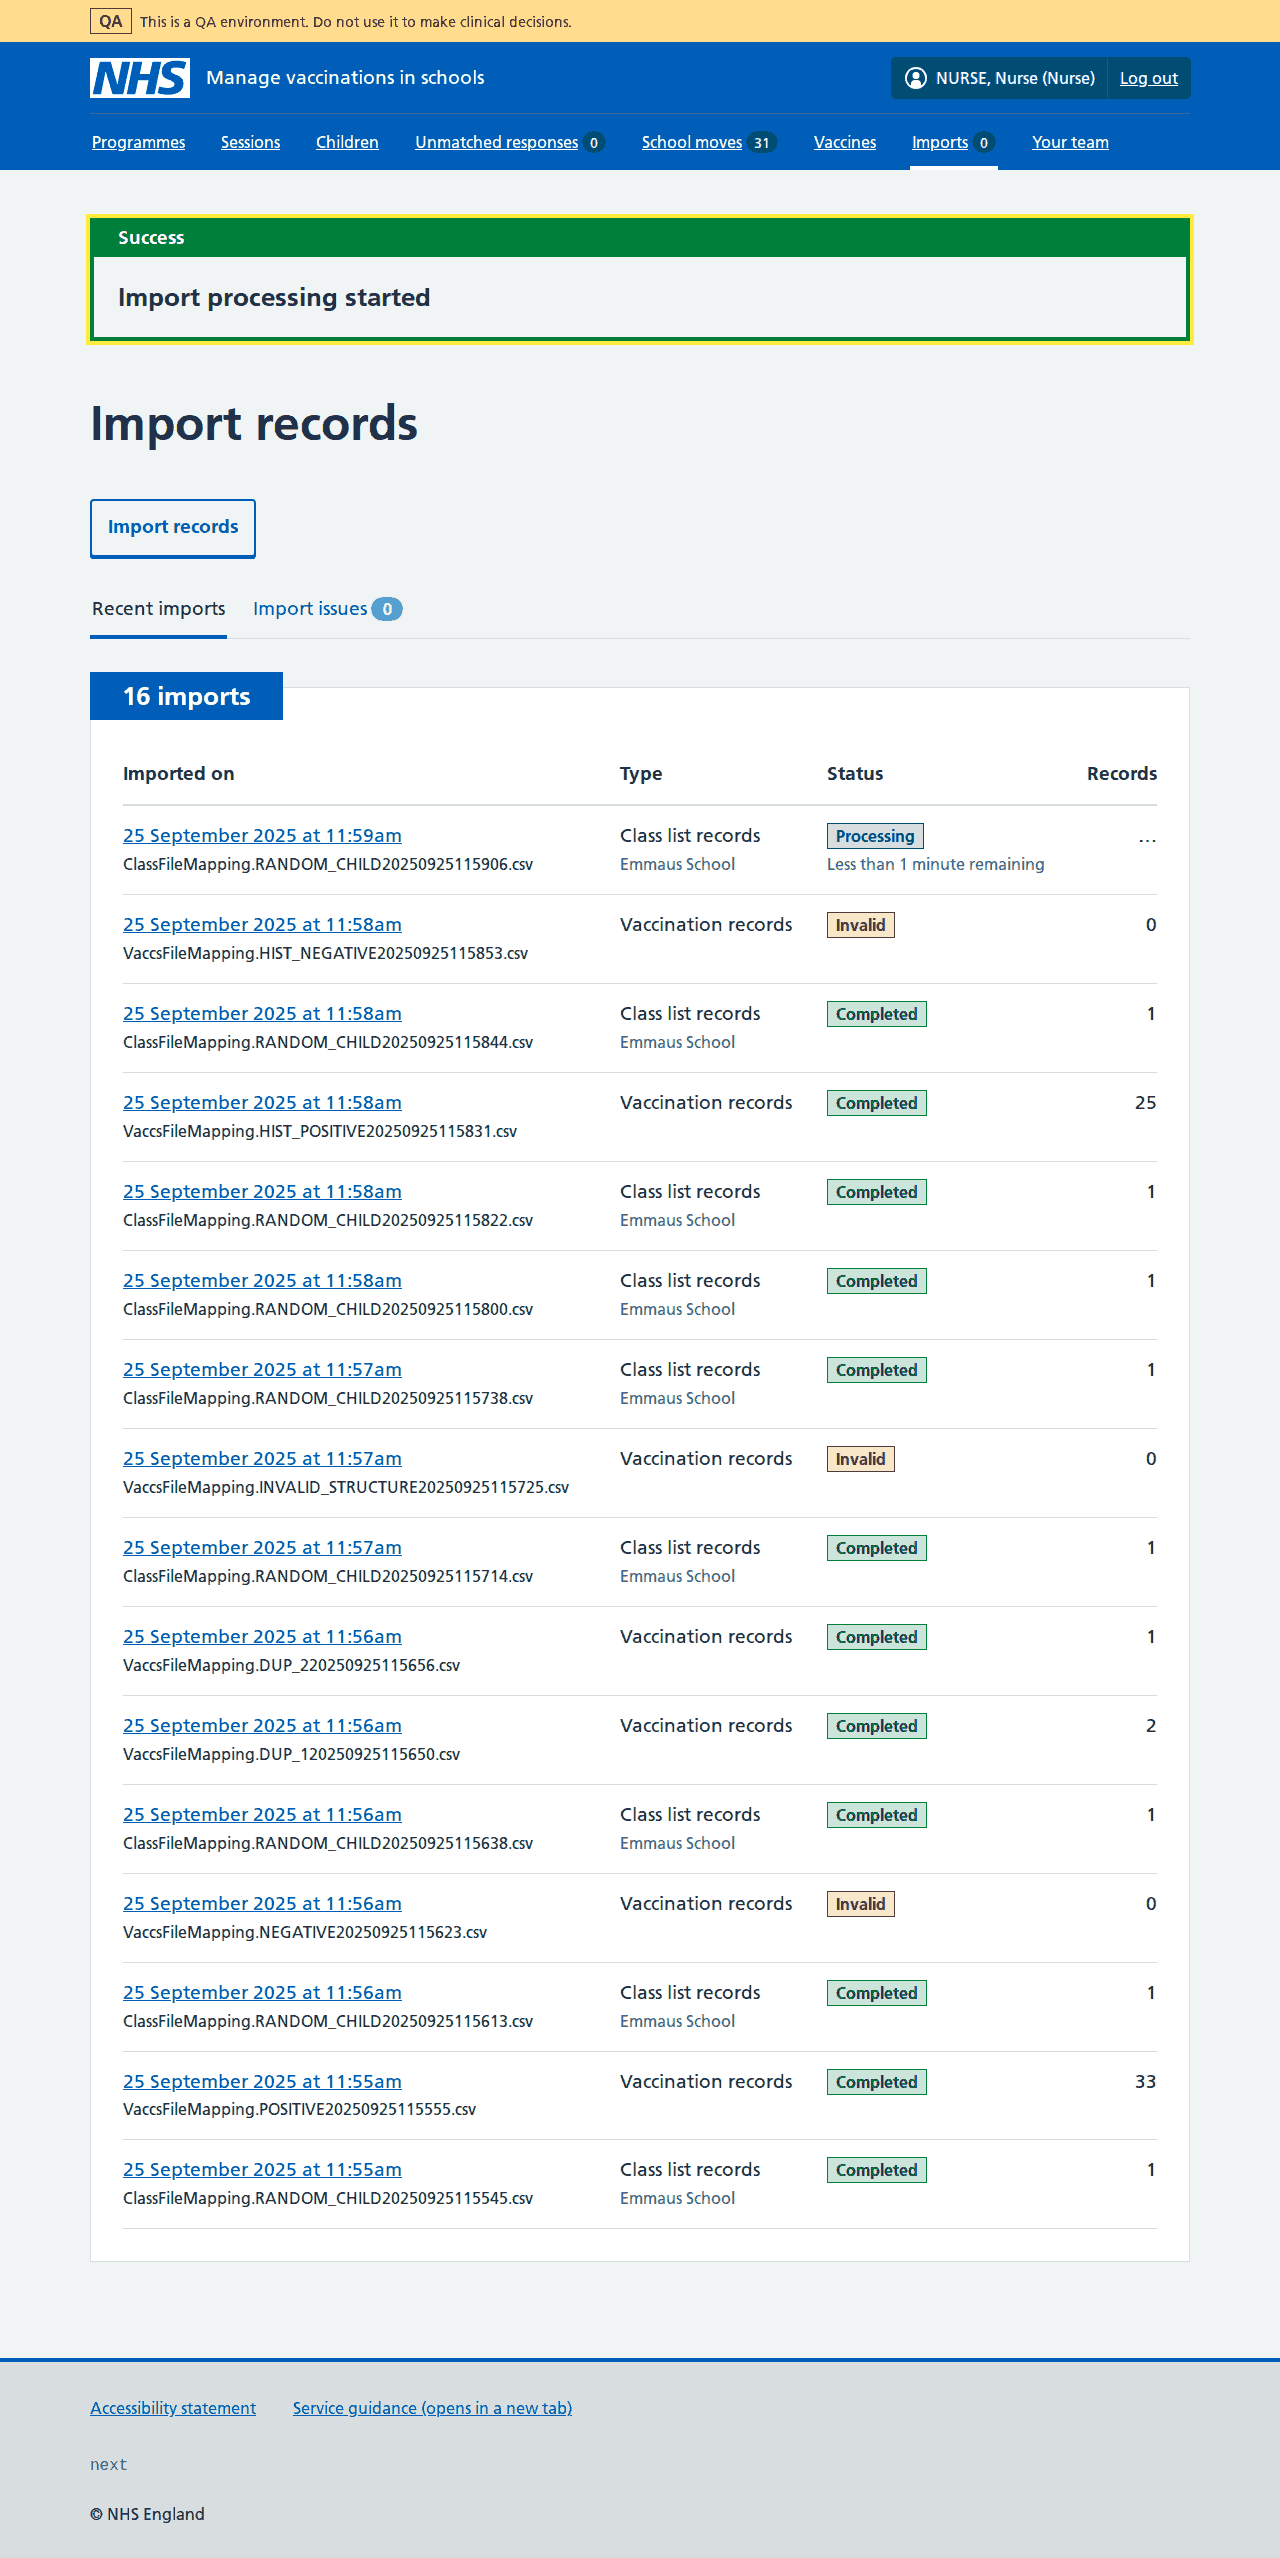 QA This is a QA environment. Do not use it to make clinical decisions.
NHS Manage vaccinations in schools NURSE, Nurse (Nurse) Log out
Programmes Sessions Children Unmatched responses 0 School moves 31 Vaccines Imports 0 Your team
Success
Import processing started
Import records
Import records
Recent imports Import issues 0
16 imports
Imported on Type Status Records
25 September 2025 at 11:59am Class list records Processing ...
ClassFileMapping.RANDOM_CHILD20250925115906.csv Emmaus School Less than 1 minute remaining
25 September 2025 at 11:58am Vaccination records Invalid 0
VaccsFileMapping.HIST_NEGATIVE20250925115853.csv
25 September 2025 at 11:58am Class list records Completed 1
ClassFileMapping.RANDOM_CHILD20250925115844.csv Emmaus School
25 September 2025 at 11:58am Vaccination records Completed 25
VaccsFileMapping.HIST_POSITIVE20250925115831.csv
25 September 2025 at 11:58am Class list records Completed 1
ClassFileMapping.RANDOM_CHILD20250925115822.csv Emmaus School
25 September 2025 at 11:58am Class list records Completed 1
ClassFileMapping.RANDOM_CHILD20250925115800.csv Emmaus School
25 September 2025 at 11:57am Class list records Completed 1
ClassFileMapping.RANDOM_CHILD20250925115738.csv Emmaus School
25 September 2025 at 11:57am Vaccination records Invalid 0
VaccsFileMapping.INVALID_STRUCTURE20250925115725.csv
25 September 2025 at 11:57am Class list records Completed 1
ClassFileMapping.RANDOM_CHILD20250925115714.csv Emmaus School
25 September 2025 at 11:56am Vaccination records Completed 1
VaccsFileMapping.DUP_220250925115656.csv
25 September 2025 at 11:56am Vaccination records Completed 2
VaccsFileMapping.DUP_120250925115650.csv
25 September 2025 at 11:56am Class list records Completed 1
ClassFileMapping.RANDOM_CHILD20250925115638.csv Emmaus School
25 September 2025 at 11:56am Vaccination records Invalid 0
VaccsFileMapping.NEGATIVE20250925115623.csv
25 September 2025 at 11:56am Class list records Completed 1
ClassFileMapping.RANDOM_CHILD20250925115613.csv Emmaus School
25 September 2025 at 11:55am Vaccination records Completed 33
VaccsFileMapping.POSITIVE20250925115555.csv
25 September 2025 at 11:55am Class list records Completed 1
ClassFileMapping.RANDOM_CHILD20250925115545.csv Emmaus School
Accessibility statement Service guidance (opens in a new tab)
next
© NHS England